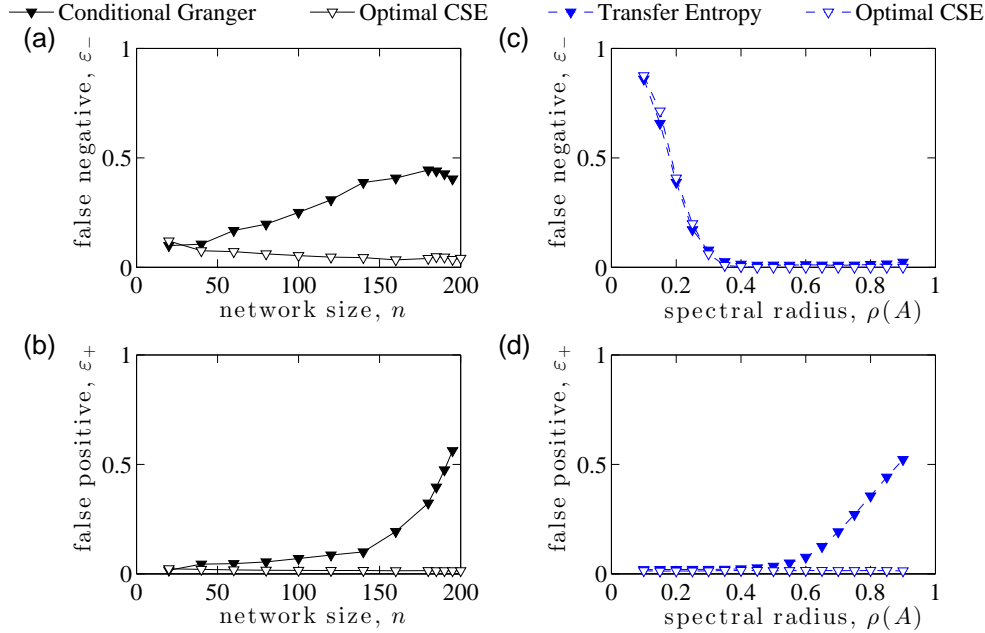 Conditional Granger Optimal CSE Transfer Entropy Optimal CSE
(a)
false negative, ε₋
1
0.5
0
0 50 100 150 200
network size, n
(c)
false negative, ε₋
1
0.5
0
0 0.2 0.4 0.6 0.8 1
spectral radius, ρ(A)
(b)
false positive, ε₊
1
0.5
0
0 50 100 150 200
network size, n
(d)
false positive, ε₊
1
0.5
0
0 0.2 0.4 0.6 0.8 1
spectral radius, ρ(A)